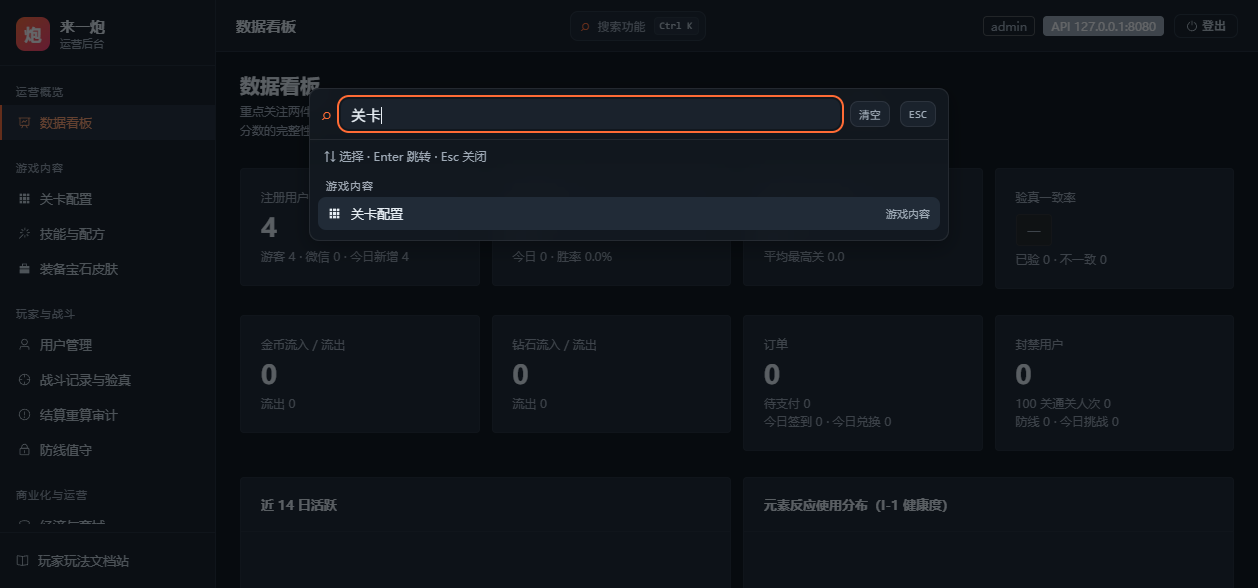 炮
来一炮
运营后台
数据看板
搜索功能 Ctrl K
admin
API 127.0.0.1:8080
登出
运营概览
数据看板
游戏内容
关卡配置
技能与配方
装备宝石皮肤
玩家与战斗
用户管理
战斗记录与验真
结算重算审计
防线值守
商业化与运营
玩家玩法文档站
数据看板
重点关注两件
分数的完整性
关卡
清空
ESC
↑↓ 选择 · Enter 跳转 · Esc 关闭
游戏内容
关卡配置
游戏内容
注册用户
4
游客 4 · 微信 0 · 今日新增 4
今日 0 · 胜率 0.0%
平均最高关 0.0
验真一致率
—
已验 0 · 不一致 0
金币流入 / 流出
0
流出 0
钻石流入 / 流出
0
流出 0
订单
0
待支付 0
今日签到 0 · 今日兑换 0
封禁用户
0
100 关通关人次 0
防线 0 · 今日挑战 0
近 14 日活跃
元素反应使用分布（I-1 健康度）